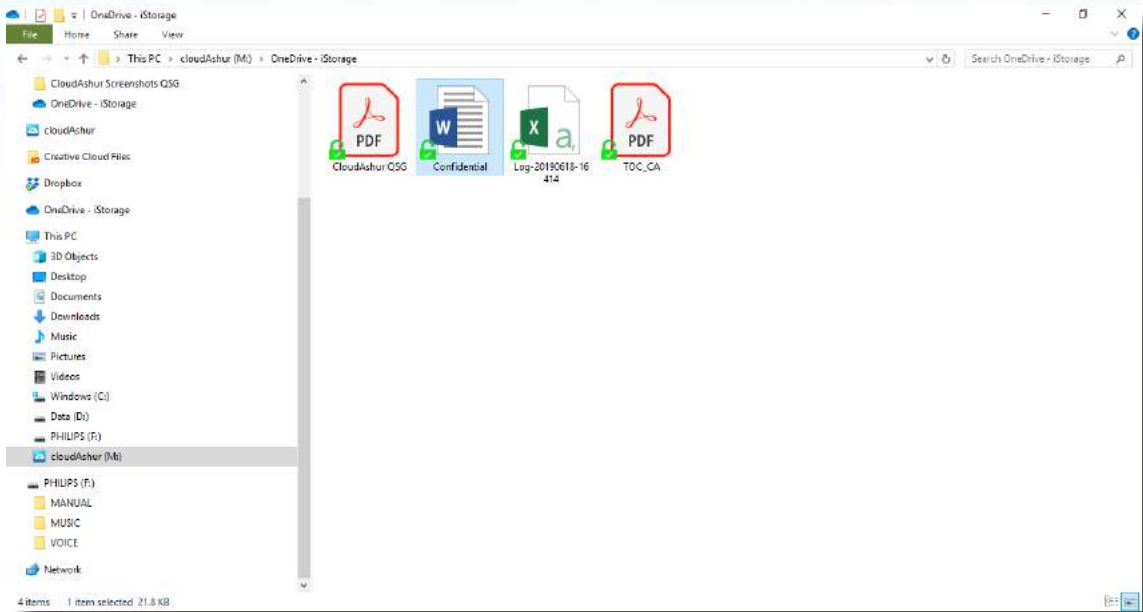 OneDrive - iStorage
File Home Share View
This PC > cloudAshur (M:) > OneDrive - iStorage
Search OneDrive - iStorage
CloudAshur Screenshots QSG
OneDrive - iStorage
cloudAshur
Creative Cloud Files
Dropbox
OneDrive - iStorage
This PC
3D Objects
Desktop
Documents
Downloads
Music
Pictures
Videos
Windows (C:)
Data (D:)
PHILIPS (F:)
cloudAshur (M:)
PHILIPS (F:)
MANUAL
MUSIC
VOICE
Network
PDF
CloudAshur QSG
W
Confidential
X a,
Log-20190618-16
414
PDF
TOC_CA
4 items 1 item selected 21.8 KB